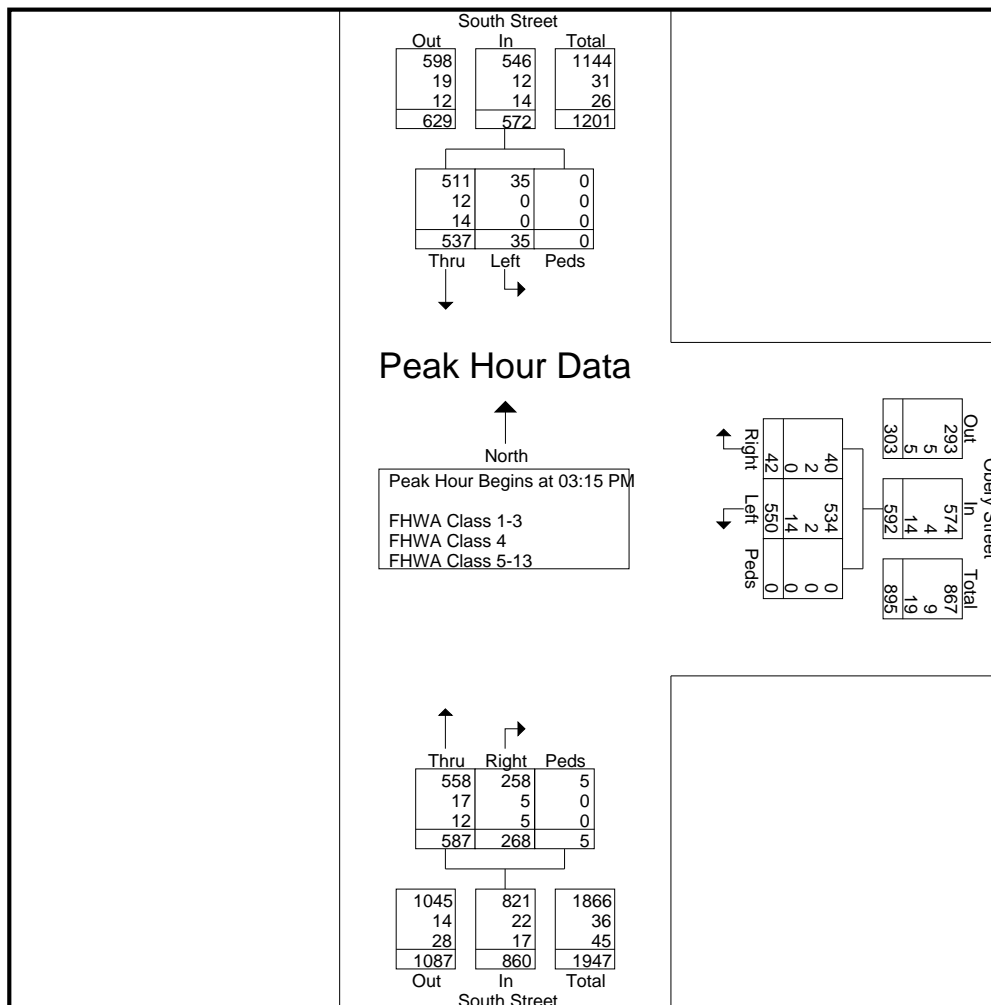 South Street
Out In Total
598 546 1144
19 12 31
12 14 26
629 572 1201
511 35 0
12 0 0
14 0 0
537 35 0
Thru Left Peds
Peak Hour Data
North
Peak Hour Begins at 03:15 PM
FHWA Class 1-3
FHWA Class 4
FHWA Class 5-13
Obery Street
Out In Total
293 574 867
5 4 9
5 14 19
303 592 895
40 534 0
2 2 0
0 14 0
42 550 0
Right Left Peds
Thru Right Peds
558 258 5
17 5 0
12 5 0
587 268 5
1045 821 1866
14 22 36
28 17 45
1087 860 1947
Out In Total
South Street